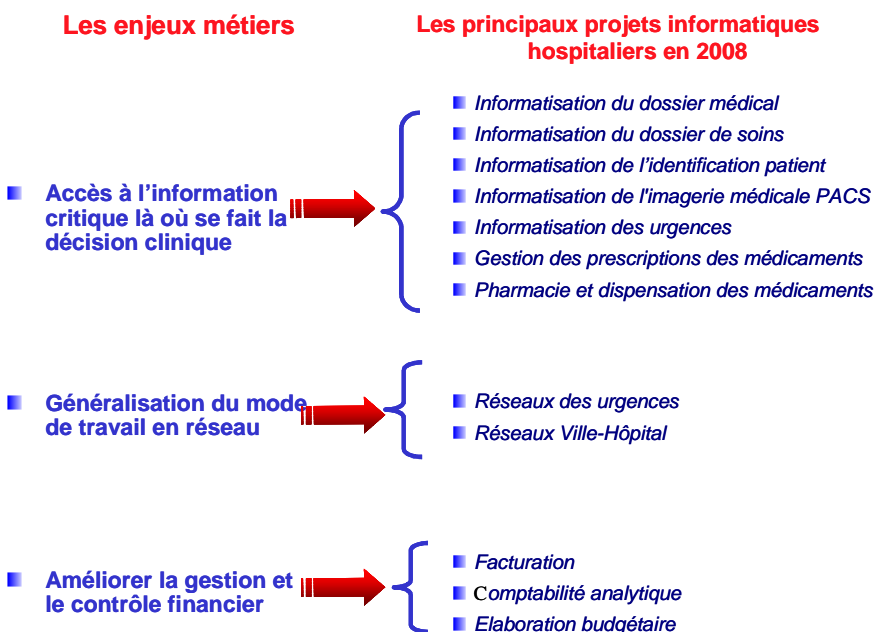 Les enjeux métiers
Les principaux projets informatiques
hospitaliers en 2008
Accès à l'information
critique là où se fait la
décision clinique
Informatisation du dossier médical
Informatisation du dossier de soins
Informatisation de l'identification patient
Informatisation de l'imagerie médicale PACS
Informatisation des urgences
Gestion des prescriptions des médicaments
Pharmacie et dispensation des médicaments
Généralisation du mode
de travail en réseau
Réseaux des urgences
Réseaux Ville-Hôpital
Améliorer la gestion et
le contrôle financier
Facturation
Comptabilité analytique
Elaboration budgétaire